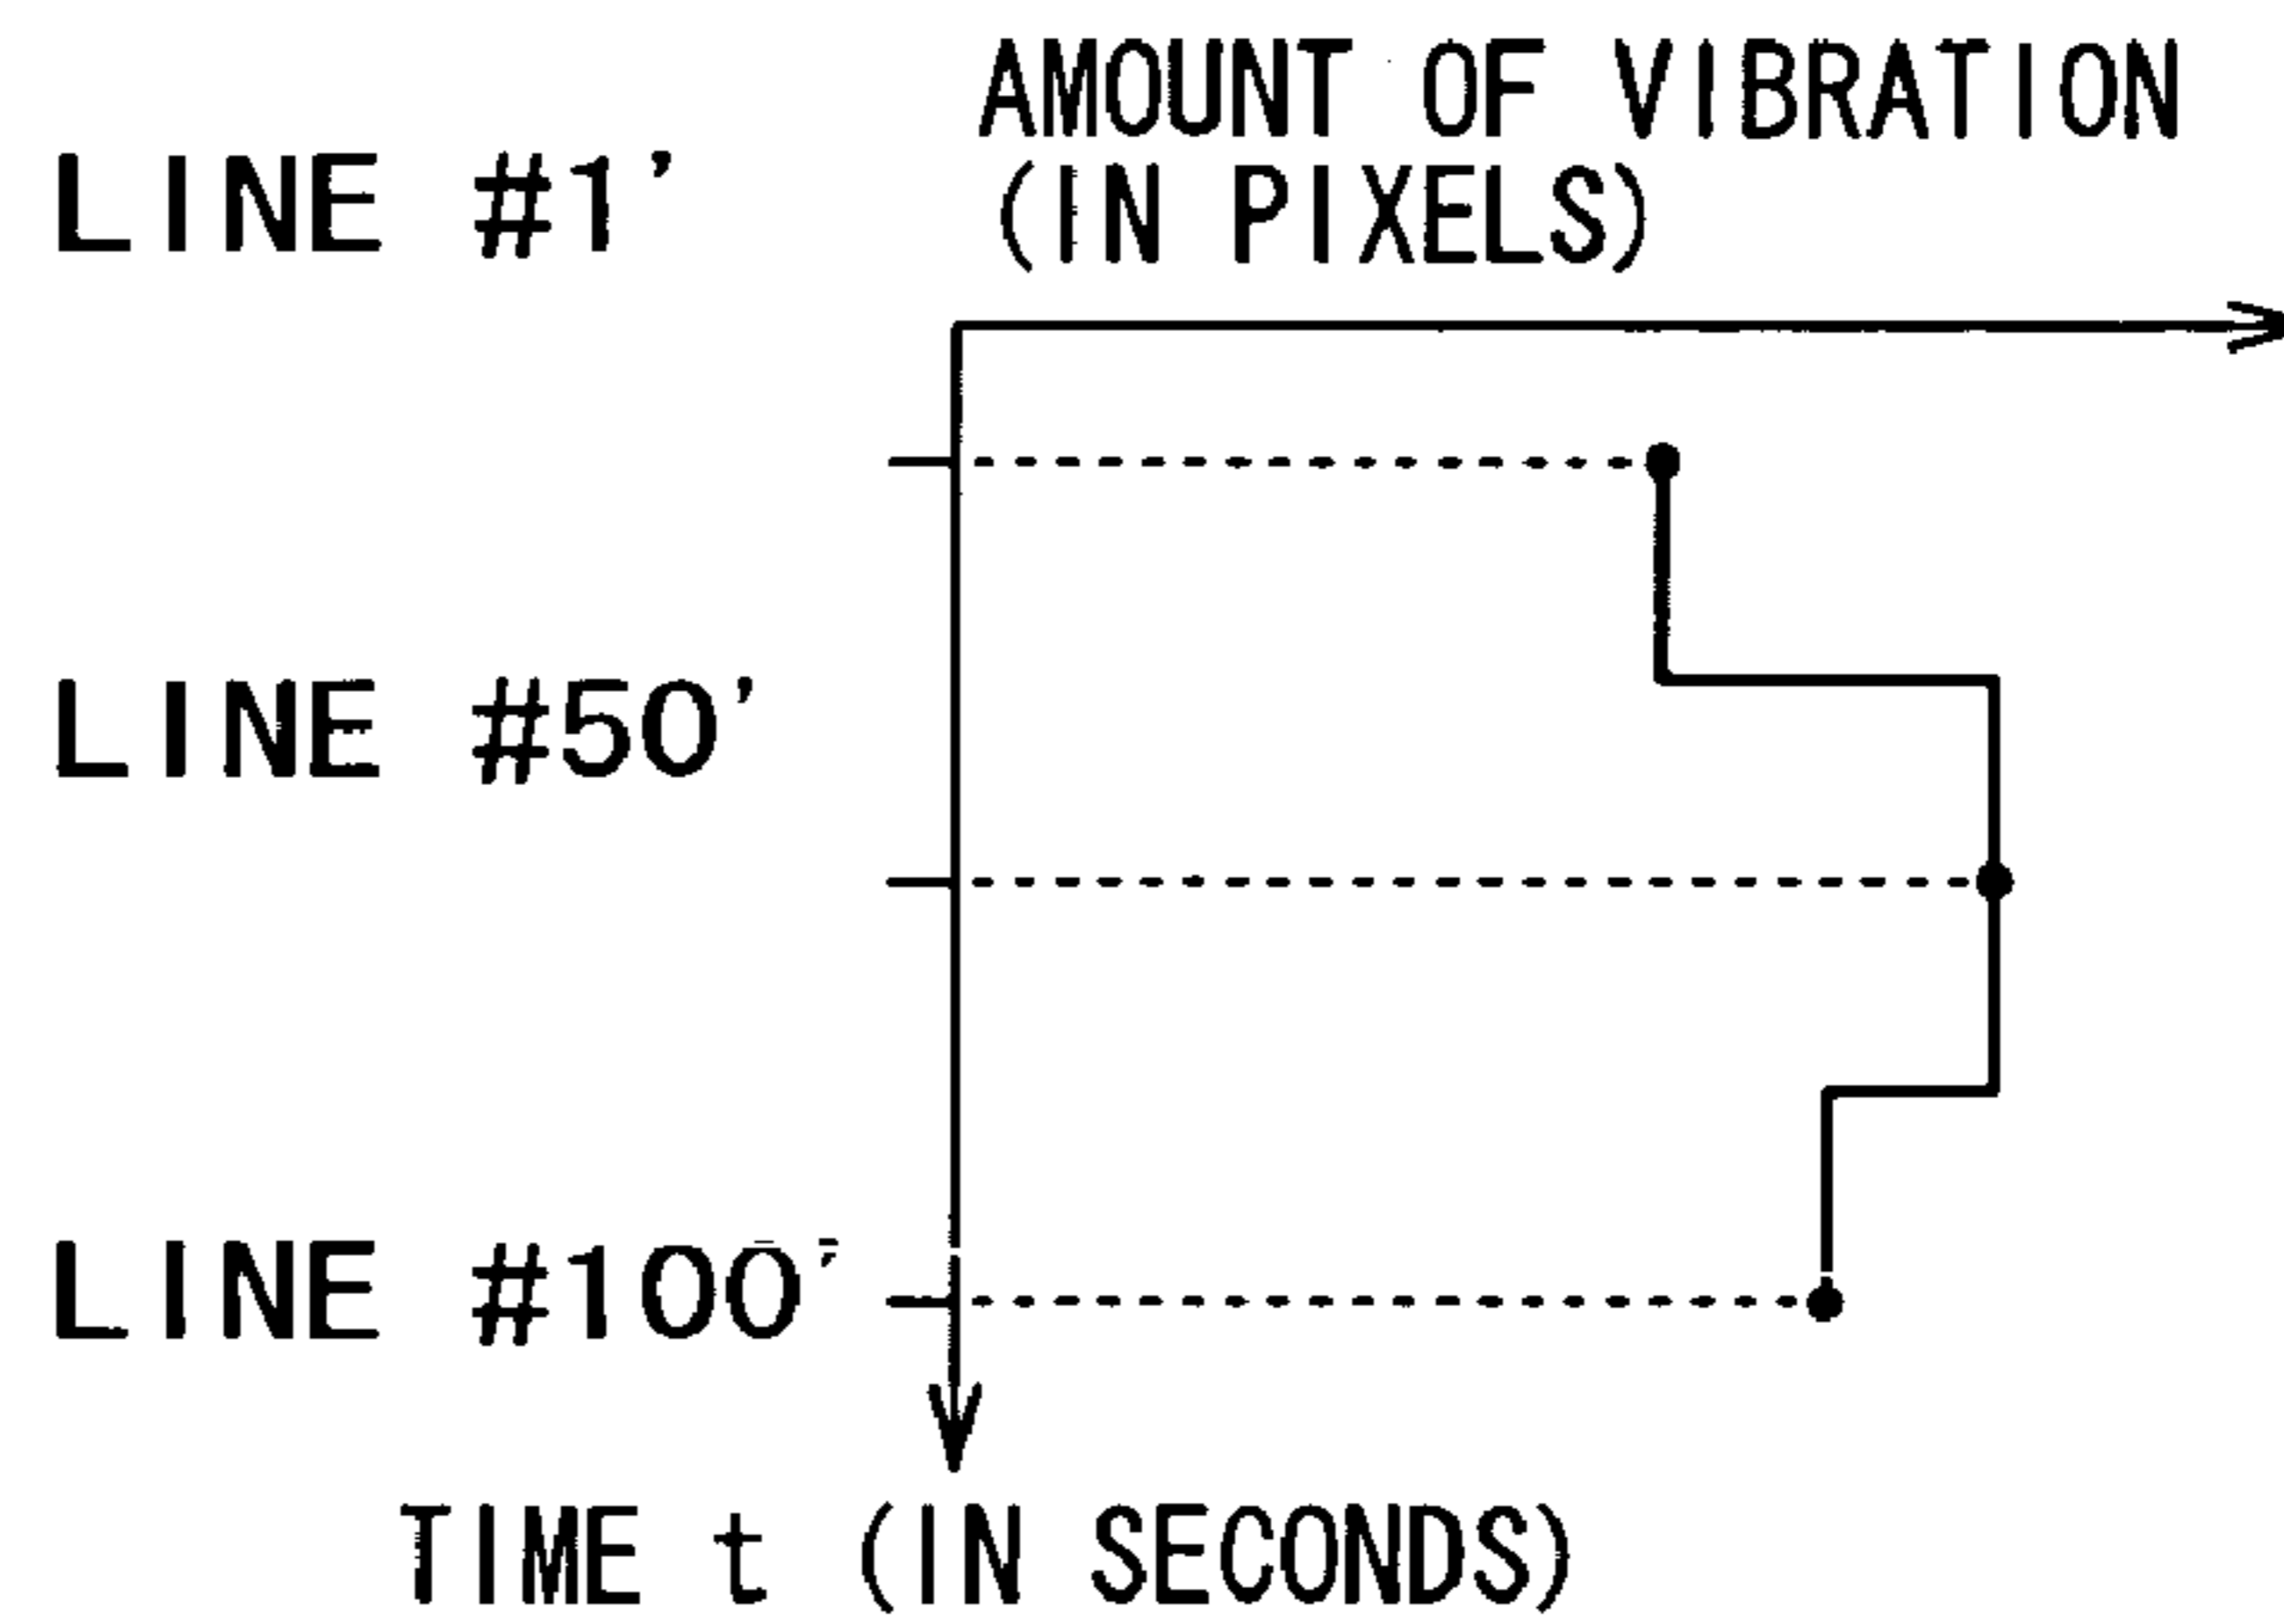 AMOUNT OF VIBRATION
(IN PIXELS)
LINE #1'
LINE #50'
LINE #100'
TIME t (IN SECONDS)